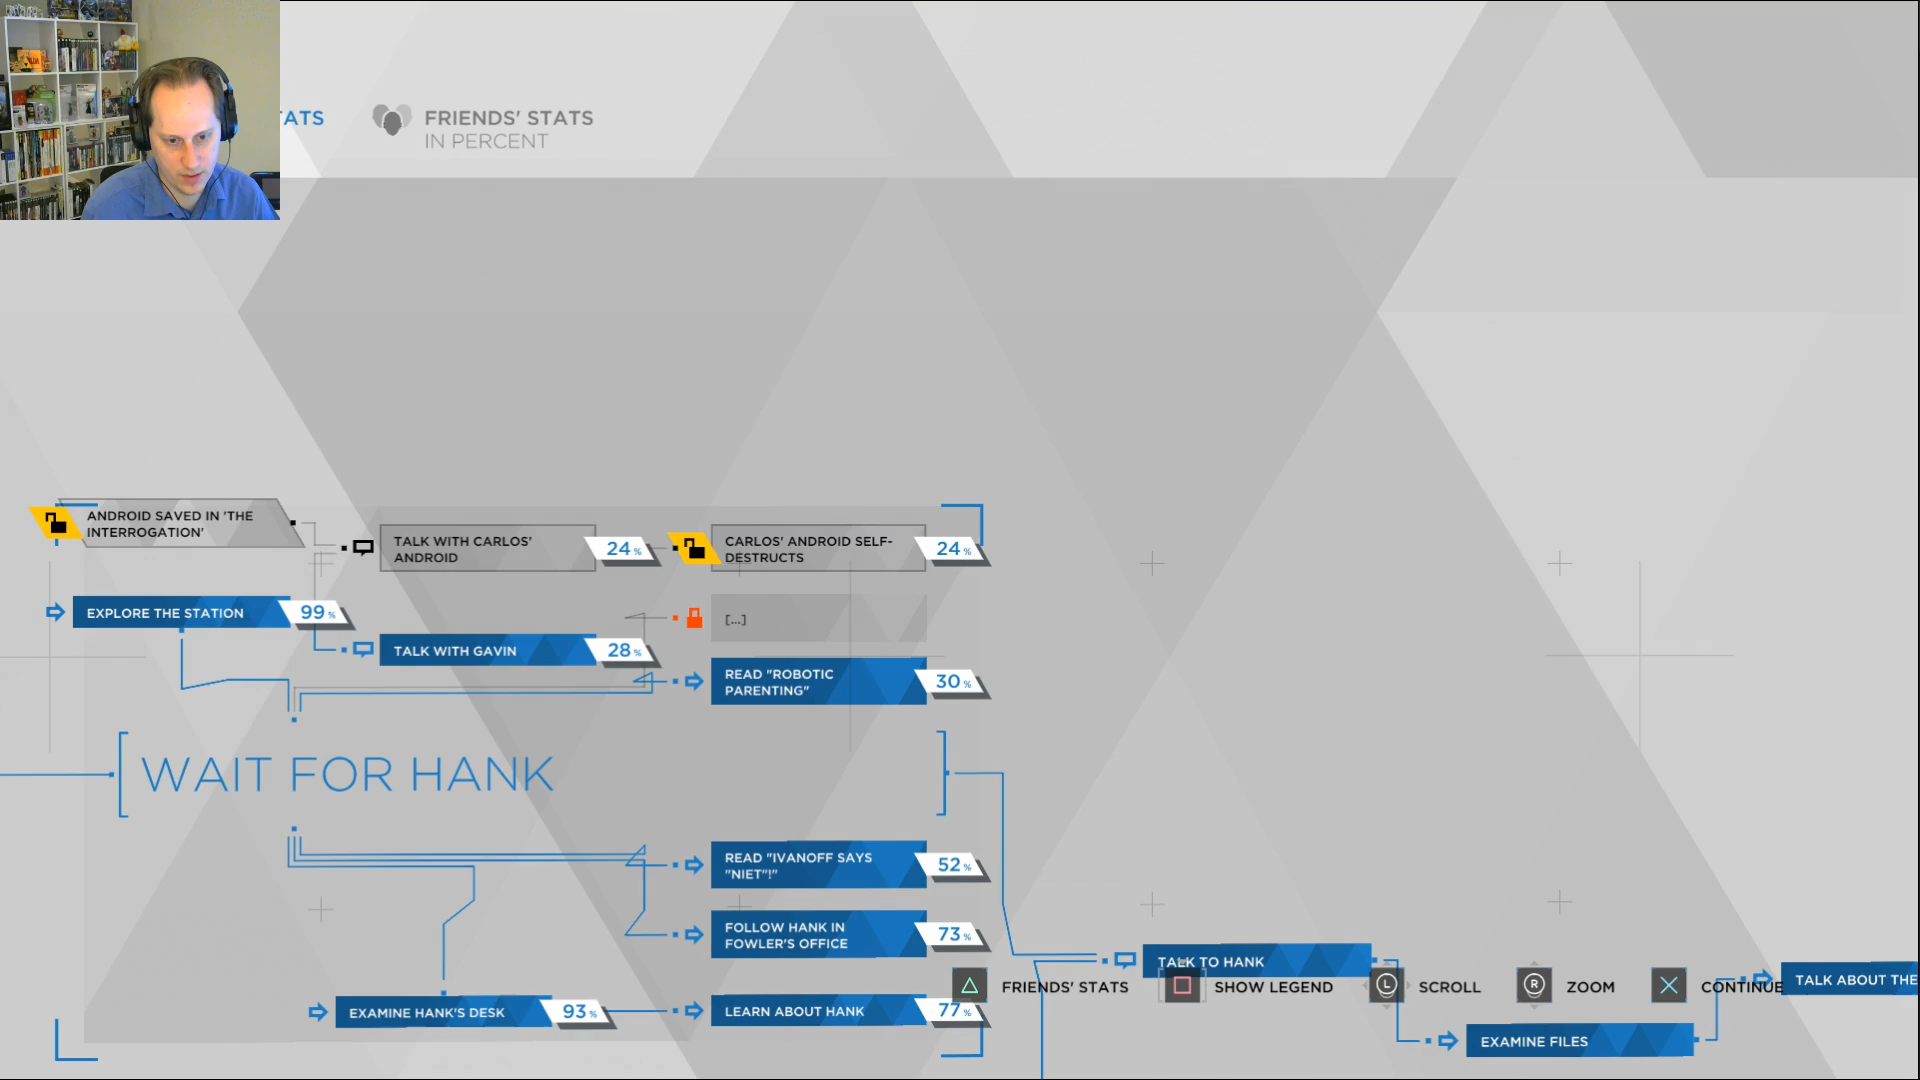 TATS
FRIENDS' STATS
IN PERCENT
ANDROID SAVED IN 'THE
INTERROGATION'
TALK WITH CARLOS'
ANDROID
24%
CARLOS' ANDROID SELF-
DESTRUCTS
24%
EXPLORE THE STATION
99%
[...]
TALK WITH GAVIN
28%
READ "ROBOTIC
PARENTING"
30%
WAIT FOR HANK
READ "IVANOFF SAYS
"NIET"!"
52%
FOLLOW HANK IN
FOWLER'S OFFICE
73%
TALK TO HANK
FRIENDS' STATS
SHOW LEGEND
L
SCROLL
R
ZOOM
CONTINUE
TALK ABOUT THE
EXAMINE HANK'S DESK
93%
LEARN ABOUT HANK
77%
EXAMINE FILES